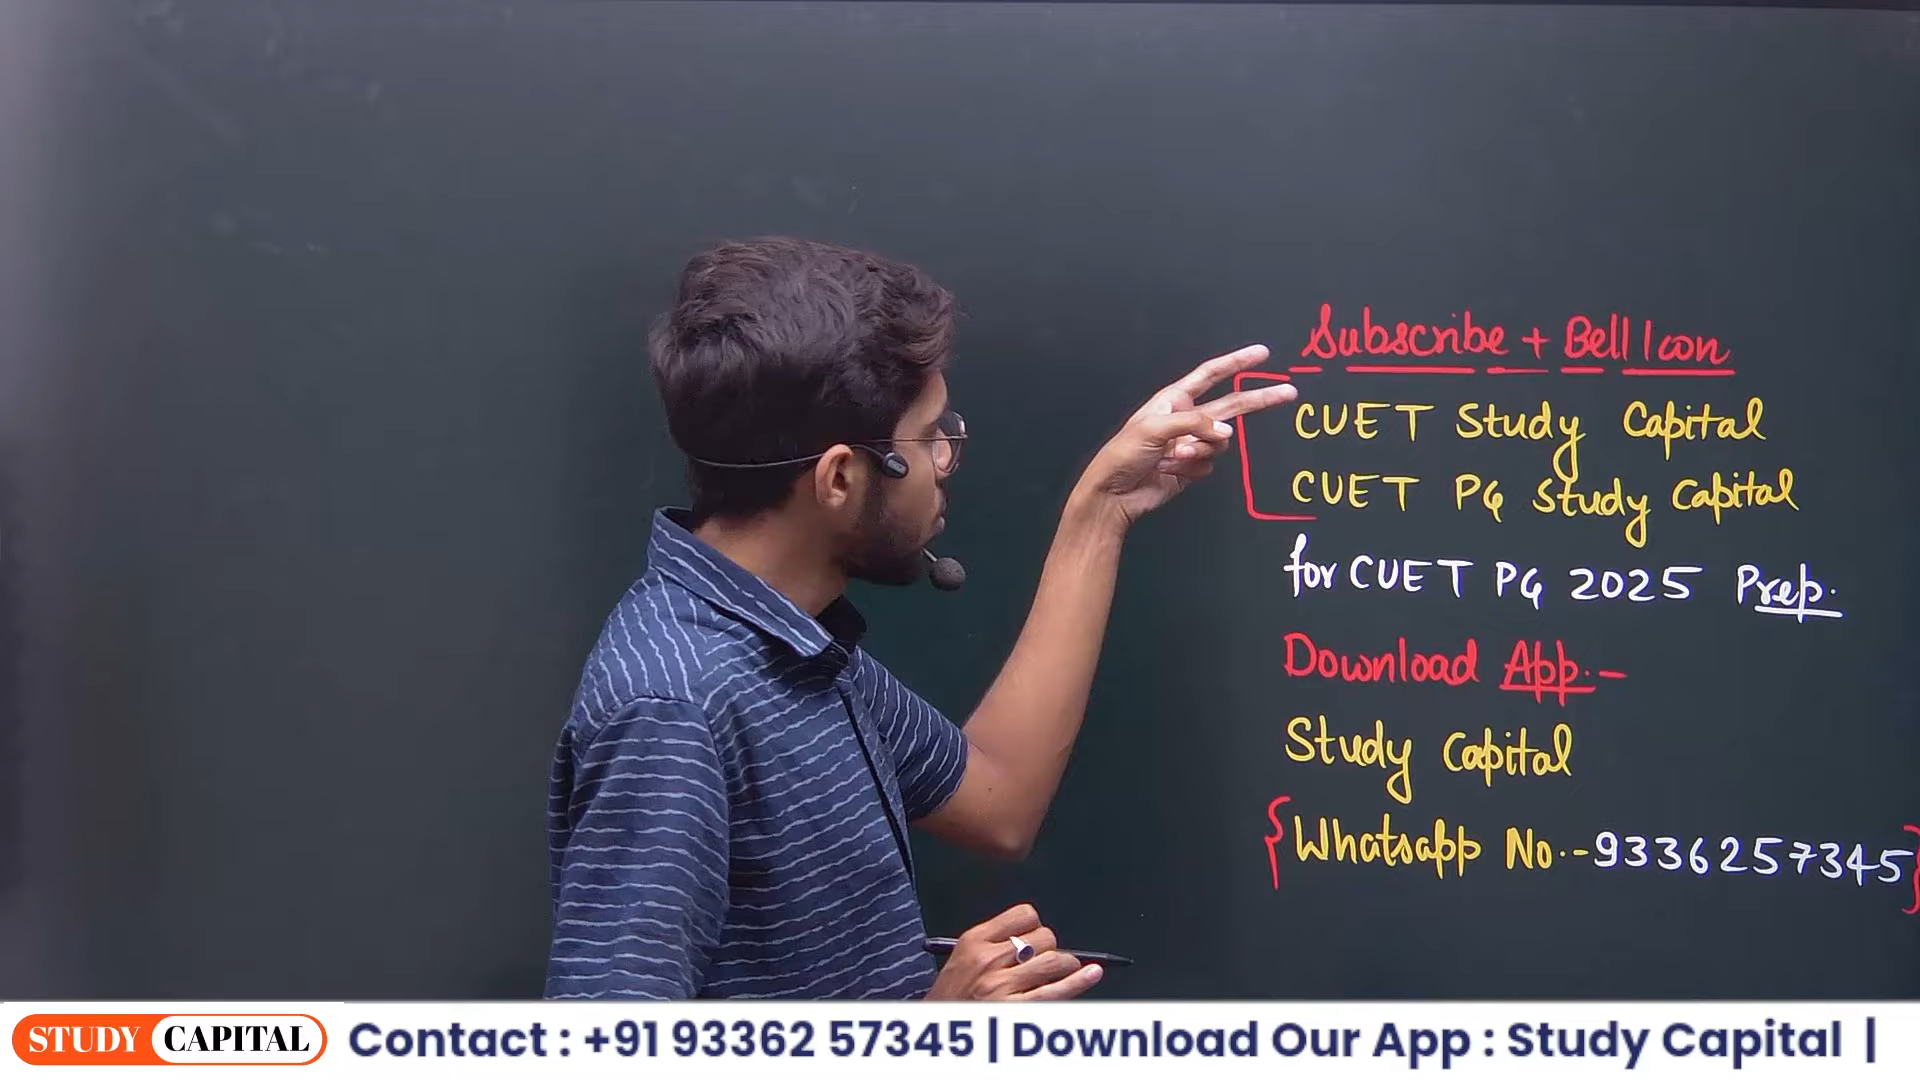 Subscribe + Bell Icon
CUET Study Capital
CUET PG Study Capital
for CUET PG 2025 Prep.
Download App.-
Study Capital
{Whatsapp No.-9336257345}
STUDY CAPITAL Contact : +91 93362 57345 | Download Our App : Study Capital |